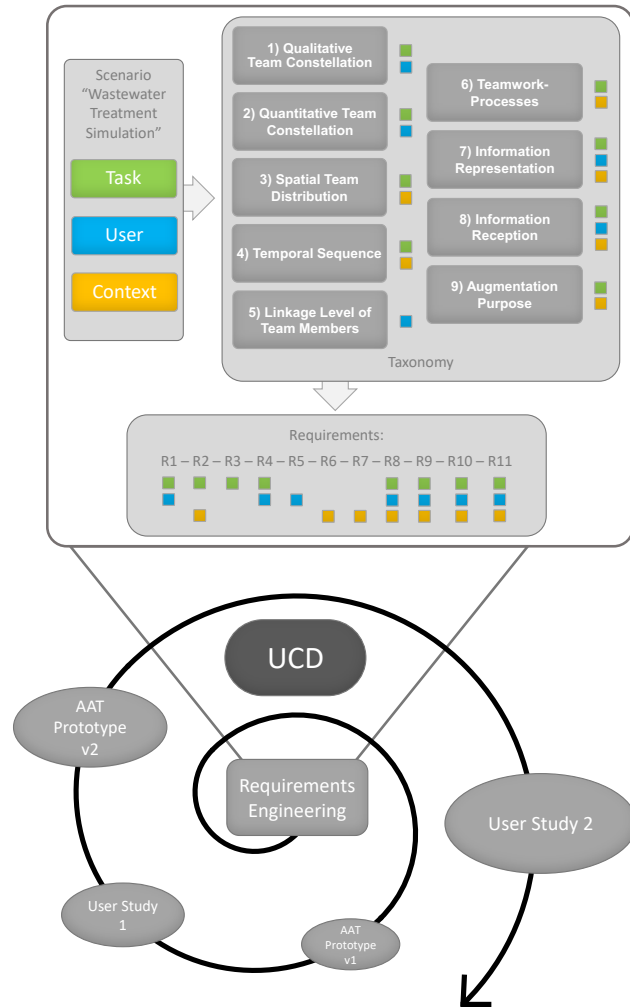 Scenario
“Wastewater
Treatment
Simulation”
Task
User
Context
1) Qualitative
Team Constellation
2) Quantitative Team
Constellation
3) Spatial Team
Distribution
4) Temporal Sequence
5) Linkage Level of
Team Members
6) Teamwork-
Processes
7) Information
Representation
8) Information
Reception
9) Augmentation
Purpose
Taxonomy
Requirements:
R1 – R2 – R3 – R4 – R5 – R6 – R7 – R8 – R9 – R10 – R11
UCD
AAT
Prototype
v2
Requirements
Engineering
User Study 2
User Study
1
AAT
Prototype
v1